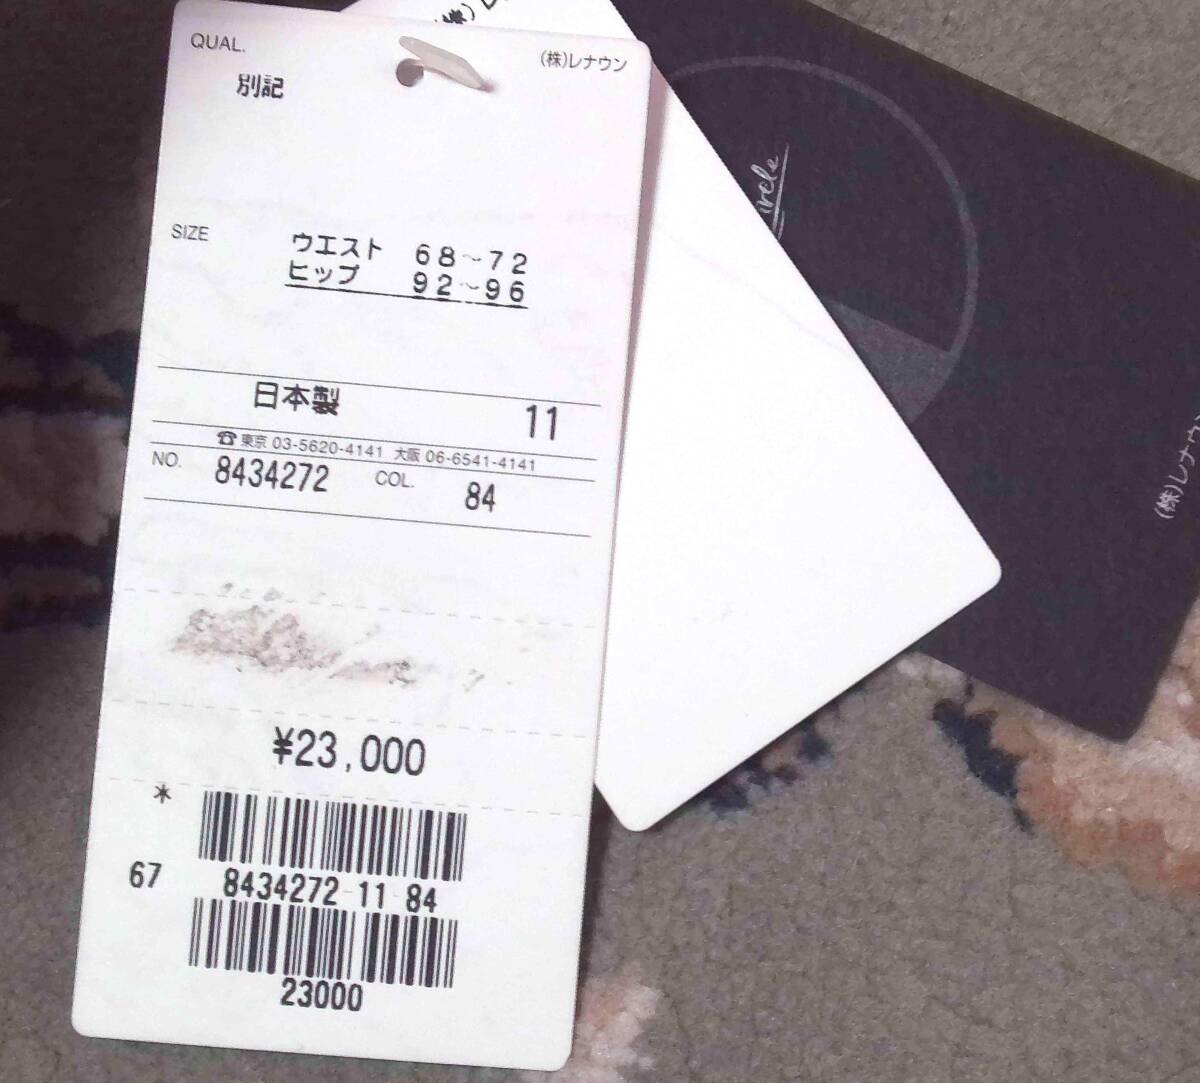 QUAL.
(株)レナウン
別記
SIZE
ウエスト 68~72
ヒップ 92~96
日本製 11
☎東京 03-5620-4141 大阪 06-6541-4141
NO. 8434272 COL. 84
¥23,000
*
67
8434272-11-84
23000
(株)
ircle
(株)レナウン